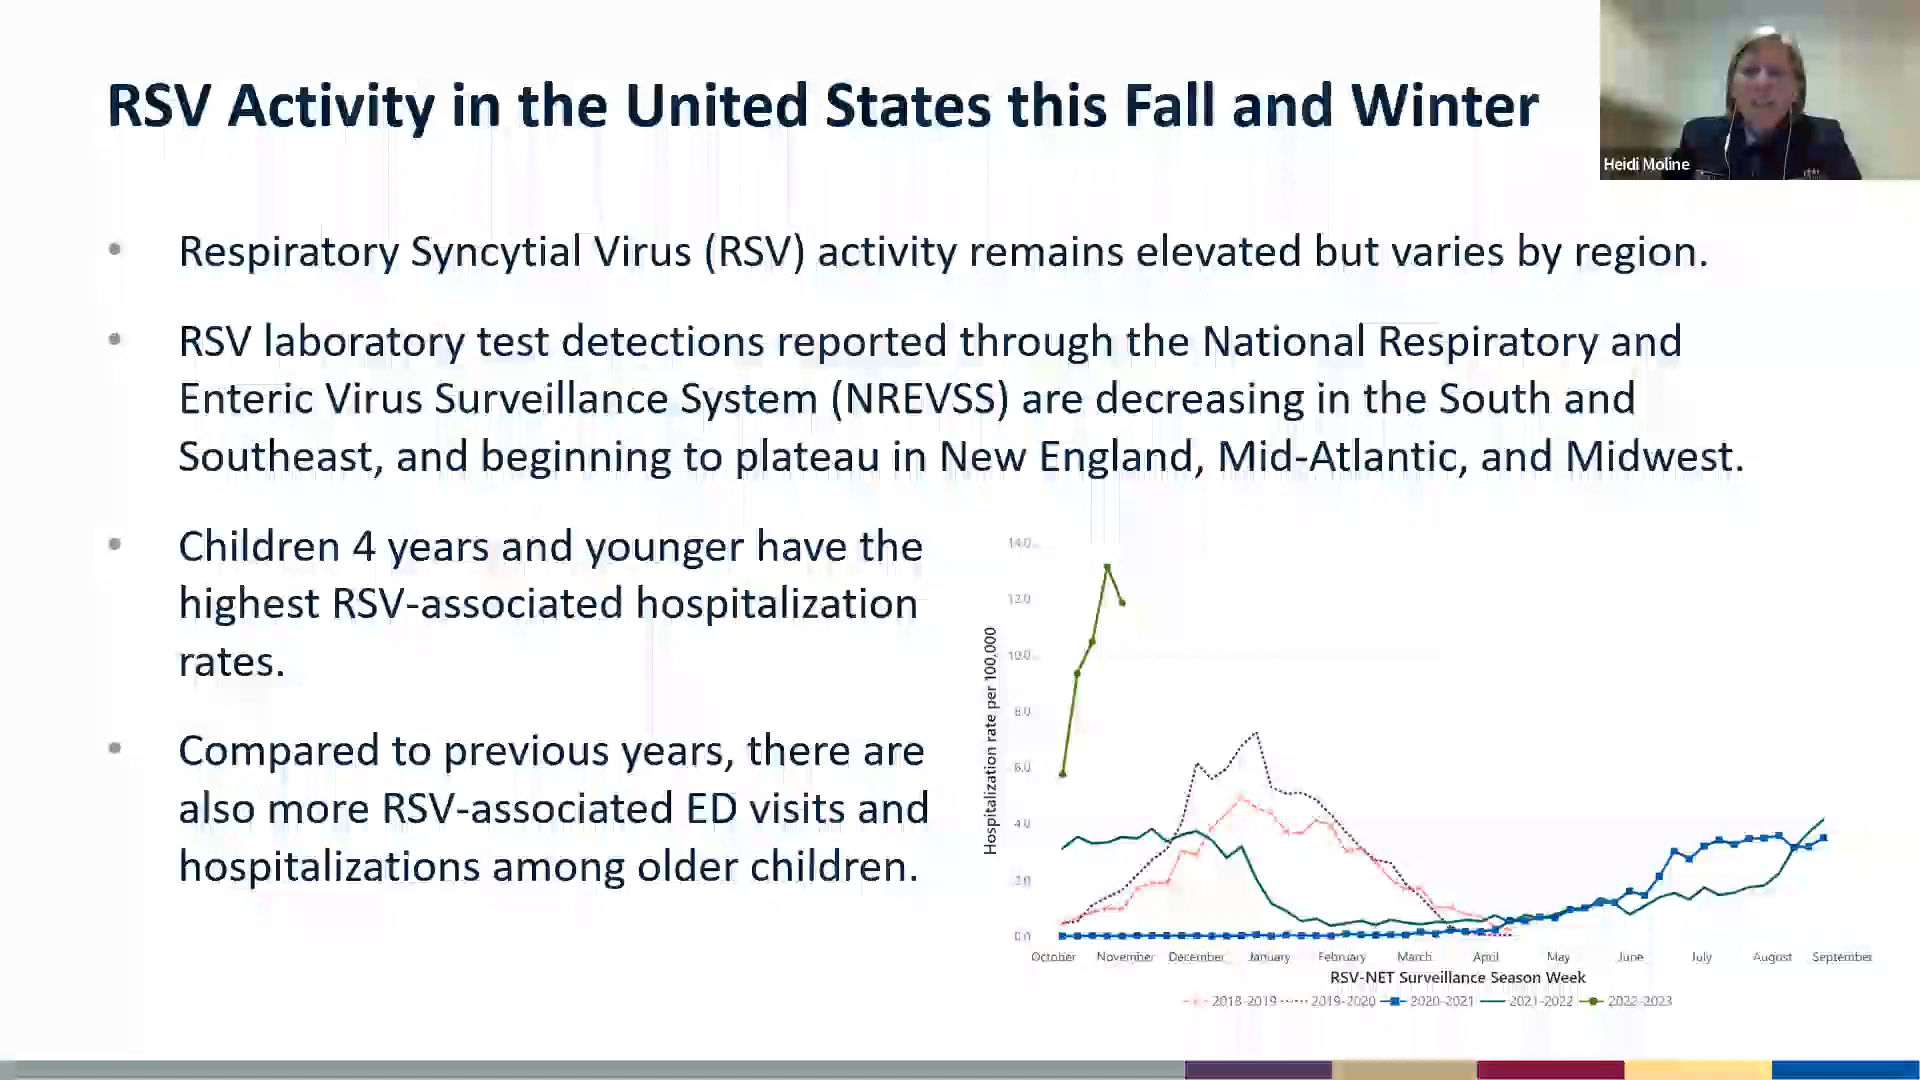 RSV Activity in the United States this Fall and Winter
Heidi Moline
• Respiratory Syncytial Virus (RSV) activity remains elevated but varies by region.
• RSV laboratory test detections reported through the National Respiratory and
Enteric Virus Surveillance System (NREVSS) are decreasing in the South and
Southeast, and beginning to plateau in New England, Mid-Atlantic, and Midwest.
• Children 4 years and younger have the
highest RSV-associated hospitalization
rates.
• Compared to previous years, there are
also more RSV-associated ED visits and
hospitalizations among older children.
Hospitalization rate per 100,000
14.0
12.0
10.0
8.0
6.0
4.0
2.0
0.0
October November December January February March April May June July August September
RSV-NET Surveillance Season Week
2018-2019 2019-2020 2020-2021 2021-2022 2022-2023